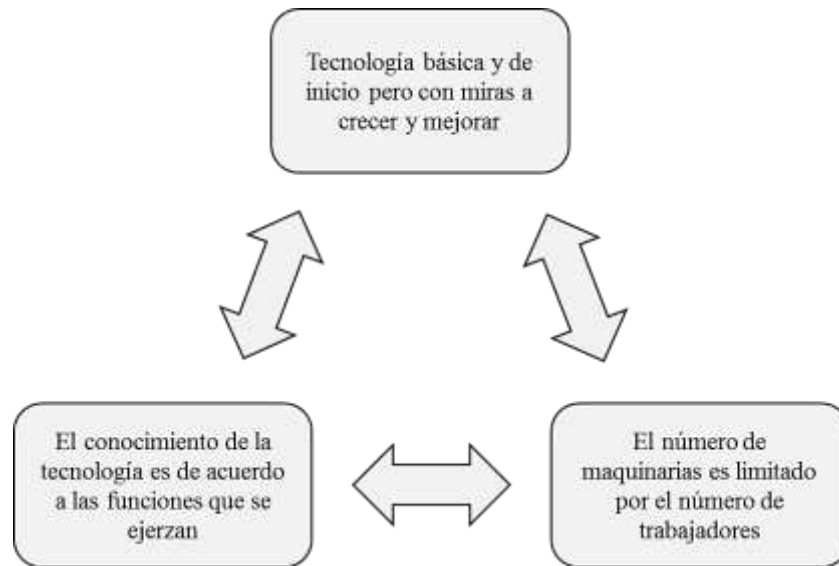 Tecnología básica y de
inicio pero con miras a
crecer y mejorar
El conocimiento de la
tecnología es de acuerdo
a las funciones que se
ejerzan
El número de
maquinarias es limitado
por el número de
trabajadores